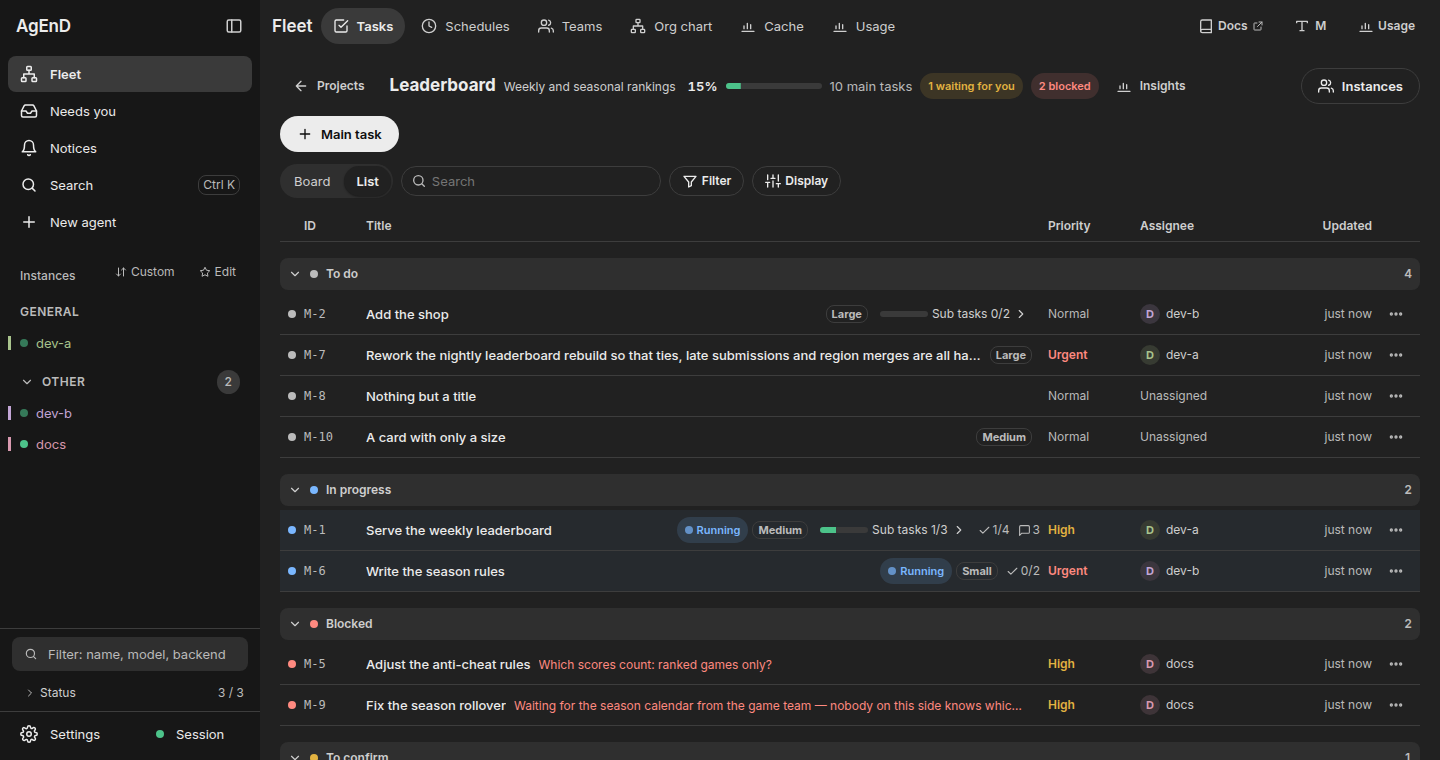 AgEnD
Fleet
Needs you
Notices
Search Ctrl K
New agent
Instances Custom Edit
GENERAL
dev-a
OTHER 2
dev-b
docs
Filter: name, model, backend
Status 3 / 3
Settings Session
Fleet Tasks Schedules Teams Org chart Cache Usage Docs M Usage
Projects Leaderboard Weekly and seasonal rankings 15% 10 main tasks 1 waiting for you 2 blocked Insights Instances
Main task
Board List Search Filter Display
ID Title Priority Assignee Updated
To do 4
M-2 Add the shop Large Sub tasks 0/2 Normal D dev-b just now
M-7 Rework the nightly leaderboard rebuild so that ties, late submissions and region merges are all ha... Large Urgent D dev-a just now
M-8 Nothing but a title Normal Unassigned just now
M-10 A card with only a size Medium Normal Unassigned just now
In progress 2
M-1 Serve the weekly leaderboard Running Medium Sub tasks 1/3 1/4 3 High D dev-a just now
M-6 Write the season rules Running Small 0/2 Urgent D dev-b just now
Blocked 2
M-5 Adjust the anti-cheat rules Which scores count: ranked games only? High D docs just now
M-9 Fix the season rollover Waiting for the season calendar from the game team — nobody on this side knows whic... High D docs just now
To confirm 1